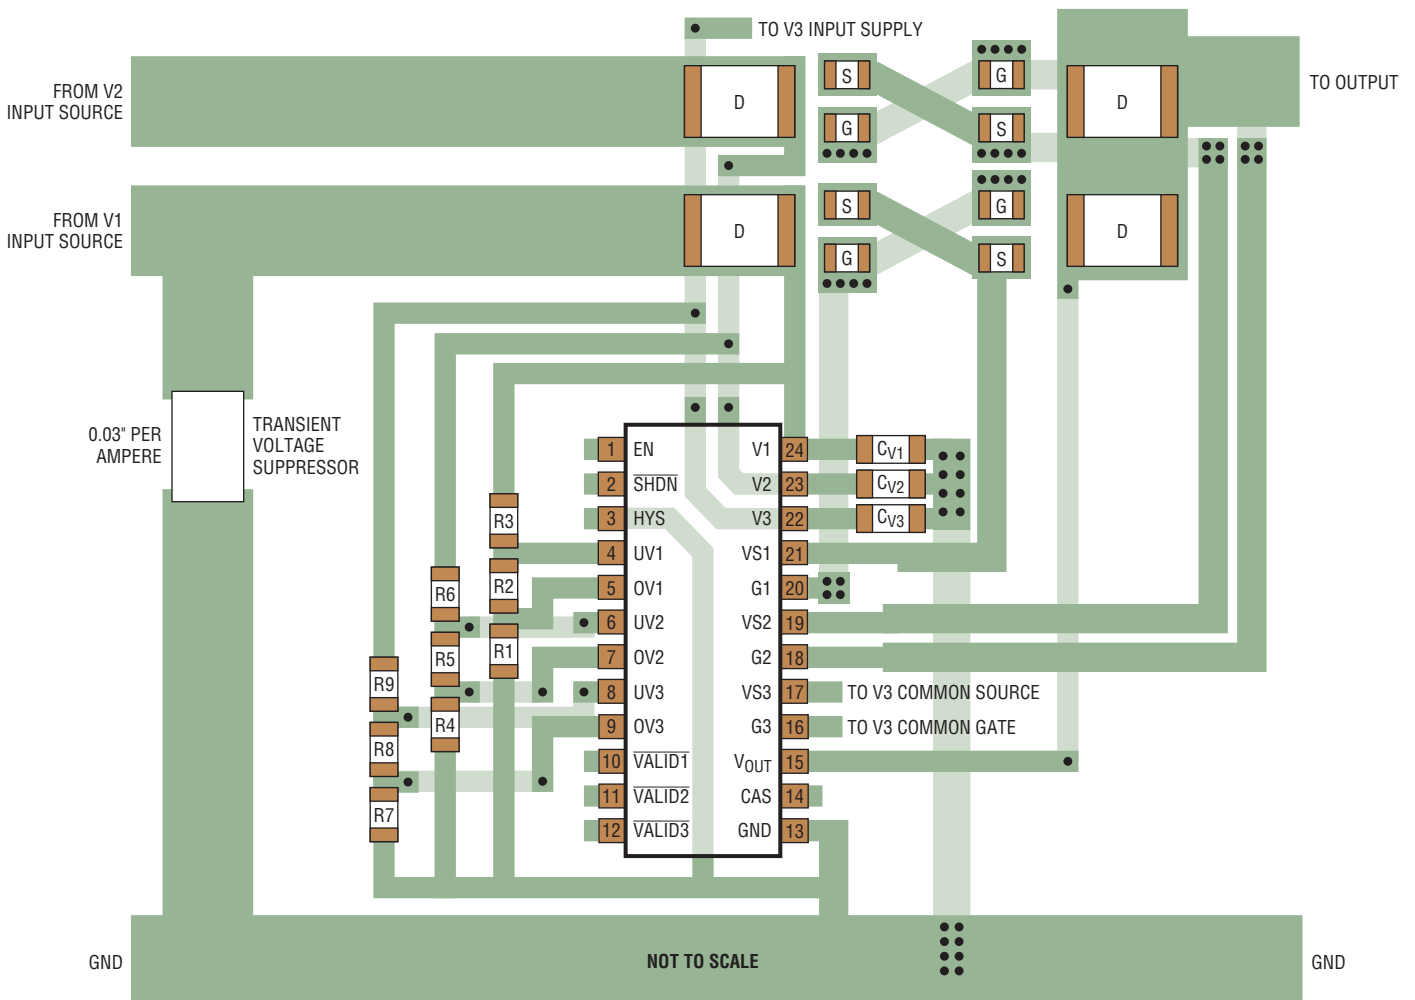 TO V3 INPUT SUPPLY
FROM V2
INPUT SOURCE
D
S
G
G
S
D
TO OUTPUT
FROM V1
INPUT SOURCE
D
S
G
G
S
D
0.03" PER
AMPERE
TRANSIENT
VOLTAGE
SUPPRESSOR
1 EN
2 SHDN
3 HYS
4 UV1
5 OV1
6 UV2
7 OV2
8 UV3
9 OV3
10 VALID1
11 VALID2
12 VALID3
V1 24
V2 23
V3 22
VS1 21
G1 20
VS2 19
G2 18
VS3 17
G3 16
VOUT 15
CAS 14
GND 13
CV1
CV2
CV3
TO V3 COMMON SOURCE
TO V3 COMMON GATE
R3
R2
R1
R6
R5
R4
R9
R8
R7
GND
NOT TO SCALE
GND